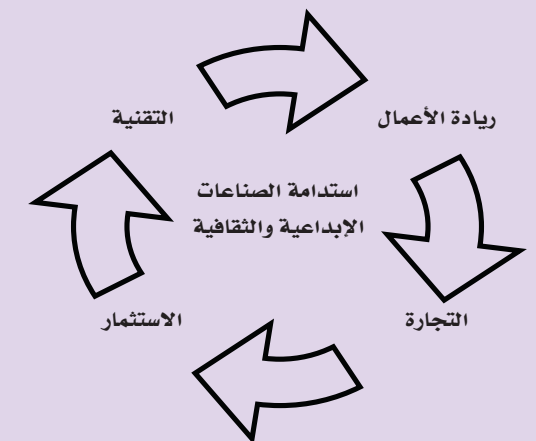 ريادة الأعمال
التقنية
استدامة الصناعات
الإبداعية والثقافية
التجارة
الاستثمار